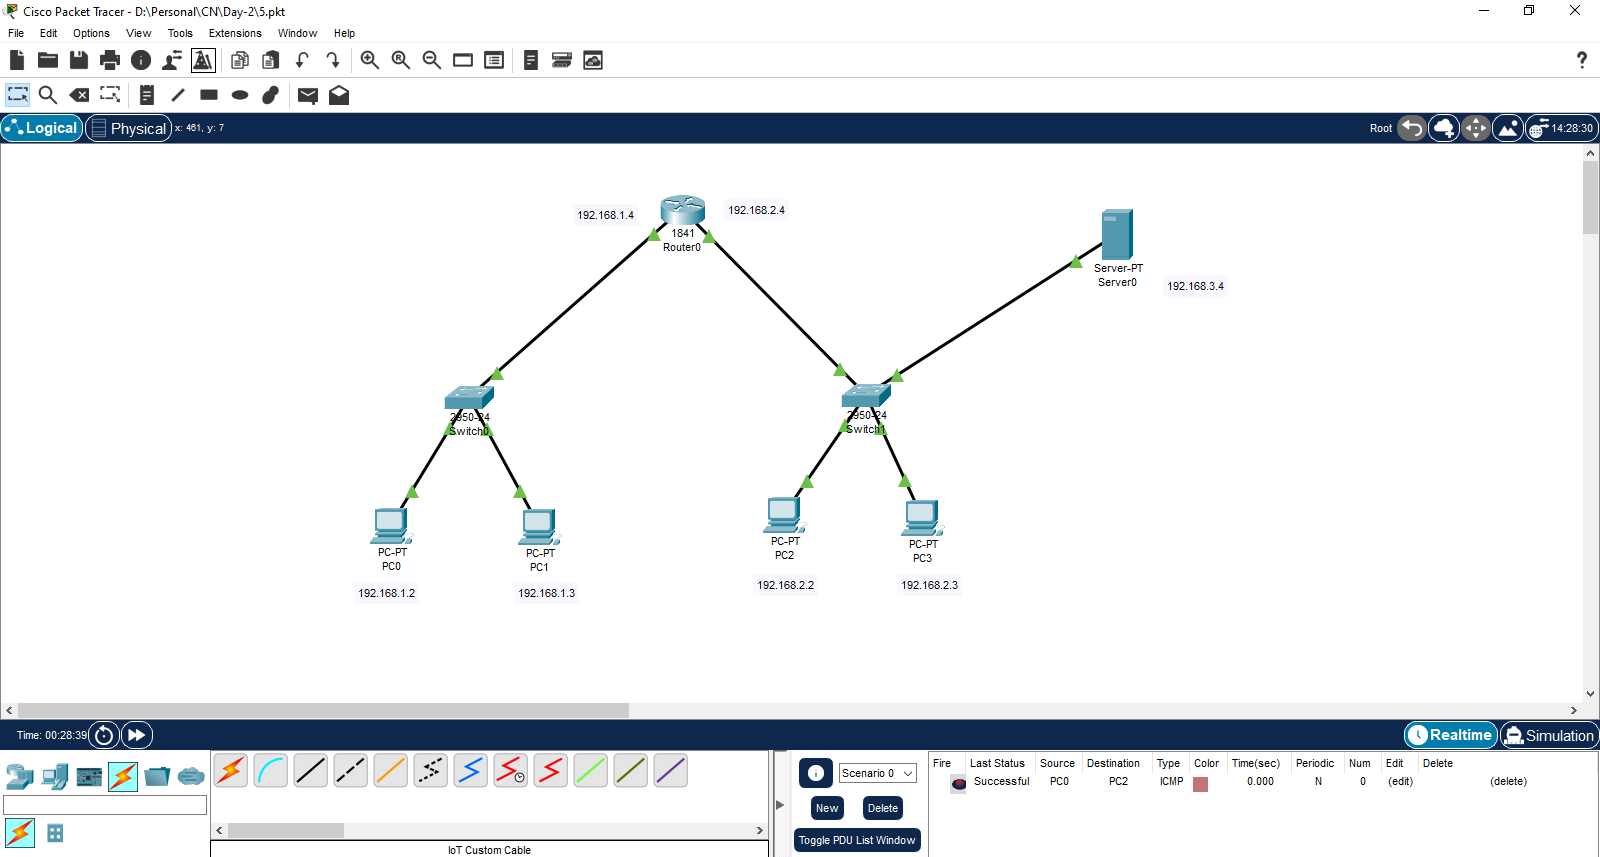 Cisco Packet Tracer - D:\Personal\CN\Day-2\5.pkt
File Edit Options View Tools Extensions Window Help
?
Logical Physical x: 461, y: 7 Root 14:28:30
192.168.1.4
192.168.2.4
1841
Router0
Server-PT
Server0
192.168.3.4
2950-24
Switch0
2950-24
Switch1
PC-PT
PC0
PC-PT
PC1
PC-PT
PC2
PC-PT
PC3
192.168.1.2
192.168.1.3
192.168.2.2
192.168.2.3
Time: 00:28:39
Realtime Simulation
Scenario 0
New Delete
Toggle PDU List Window
Fire Last Status Source Destination Type Color Time(sec) Periodic Num Edit Delete
Successful PC0 PC2 ICMP 0.000 N 0 (edit) (delete)
IoT Custom Cable